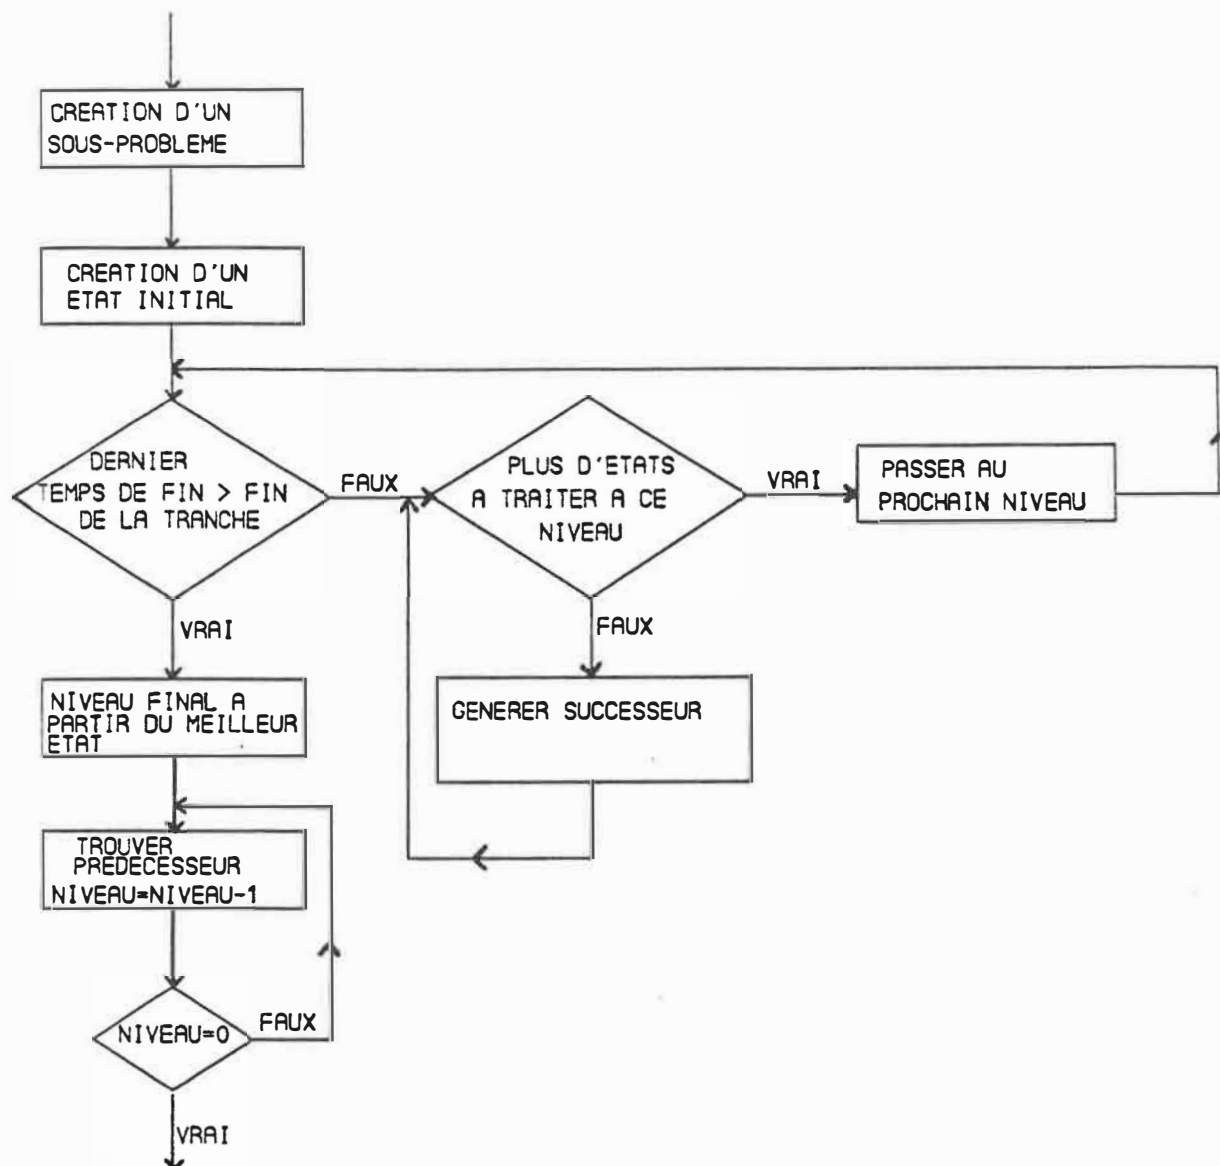 CREATION D'UN
SOUS-PROBLEME
CREATION D'UN
ETAT INITIAL
DERNIER
TEMPS DE FIN > FIN
DE LA TRANCHE
FAUX
PLUS D'ETATS
A TRAITER A CE
NIVEAU
VRAI
PASSER AU
PROCHAIN NIVEAU
VRAI
FAUX
NIVEAU FINAL A
PARTIR DU MEILLEUR
ETAT
GENERER SUCCESSEUR
TROUVER
PREDECESSEUR
NIVEAU=NIVEAU-1
NIVEAU=0
FAUX
VRAI